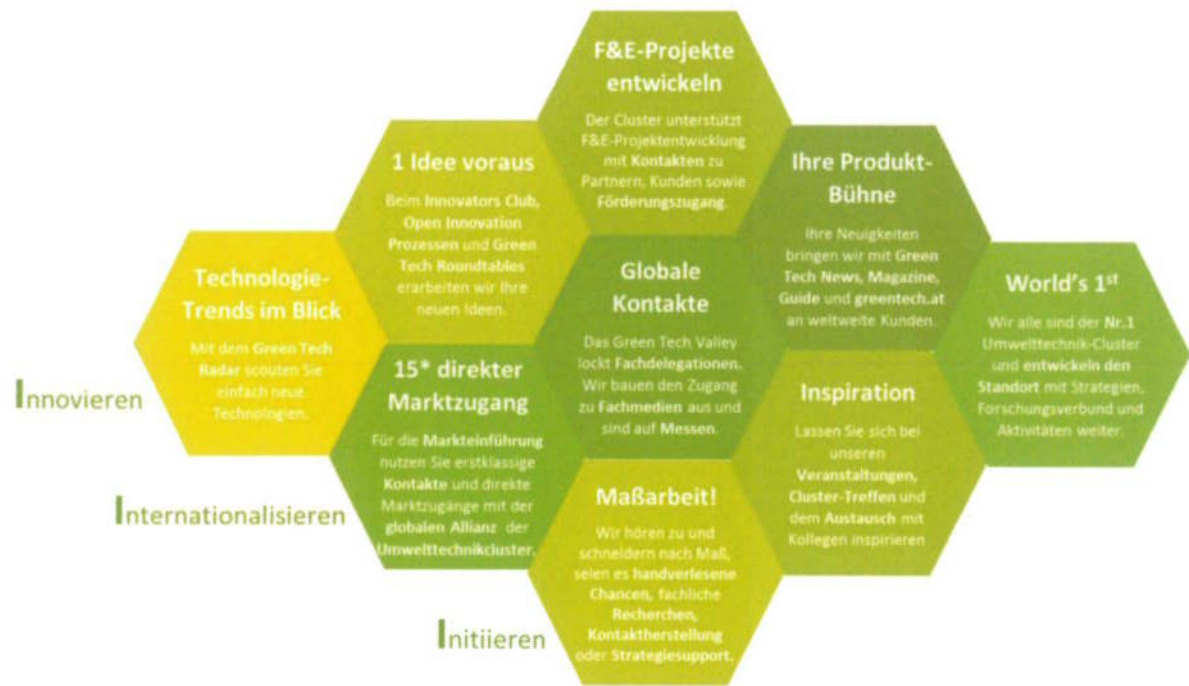 F&E-Projekte
entwickeln
Der Cluster unterstützt
F&E-Projektentwicklung
mit Kontakten zu
Partnern, Kunden sowie
Förderungszugang.
1 Idee voraus
Beim Innovators Club,
Open Innovation
Prozessen und Green
Tech Roundtables
erarbeiten wir Ihre
neuen Ideen.
Ihre Produkt-
Bühne
Ihre Neuigkeiten
bringen wir mit Green
Tech News, Magazine,
Guide und greentech.at
an weltweite Kunden.
Technologie-
Trends im Blick
Mit dem Green Tech
Radar scouten Sie
einfach neue
Technologien.
Globale
Kontakte
Das Green Tech Valley
lockt Fachdelegationen.
Wir bauen den Zugang
zu Fachmedien aus und
sind auf Messen.
World's 1st
Wir alle sind der Nr.1
Umwelttechnik-Cluster
und entwickeln den
Standort mit Strategien,
Forschungsverbund und
Aktivitäten weiter.
Innovieren
15* direkter
Marktzugang
Für die Markteinführung
nutzen Sie erstklassige
Kontakte und direkte
Marktzugänge mit der
globalen Allianz der
Umwelttechnikcluster.
Inspiration
Lassen Sie sich bei
unseren
Veranstaltungen,
Cluster-Treffen und
dem Austausch mit
Kollegen inspirieren
Internationalisieren
Maßarbeit!
Wir hören zu und
schneidern nach Maß,
seien es handverlesene
Chancen, fachliche
Recherchen,
Kontaktherstellung
oder Strategiesupport.
Initiieren